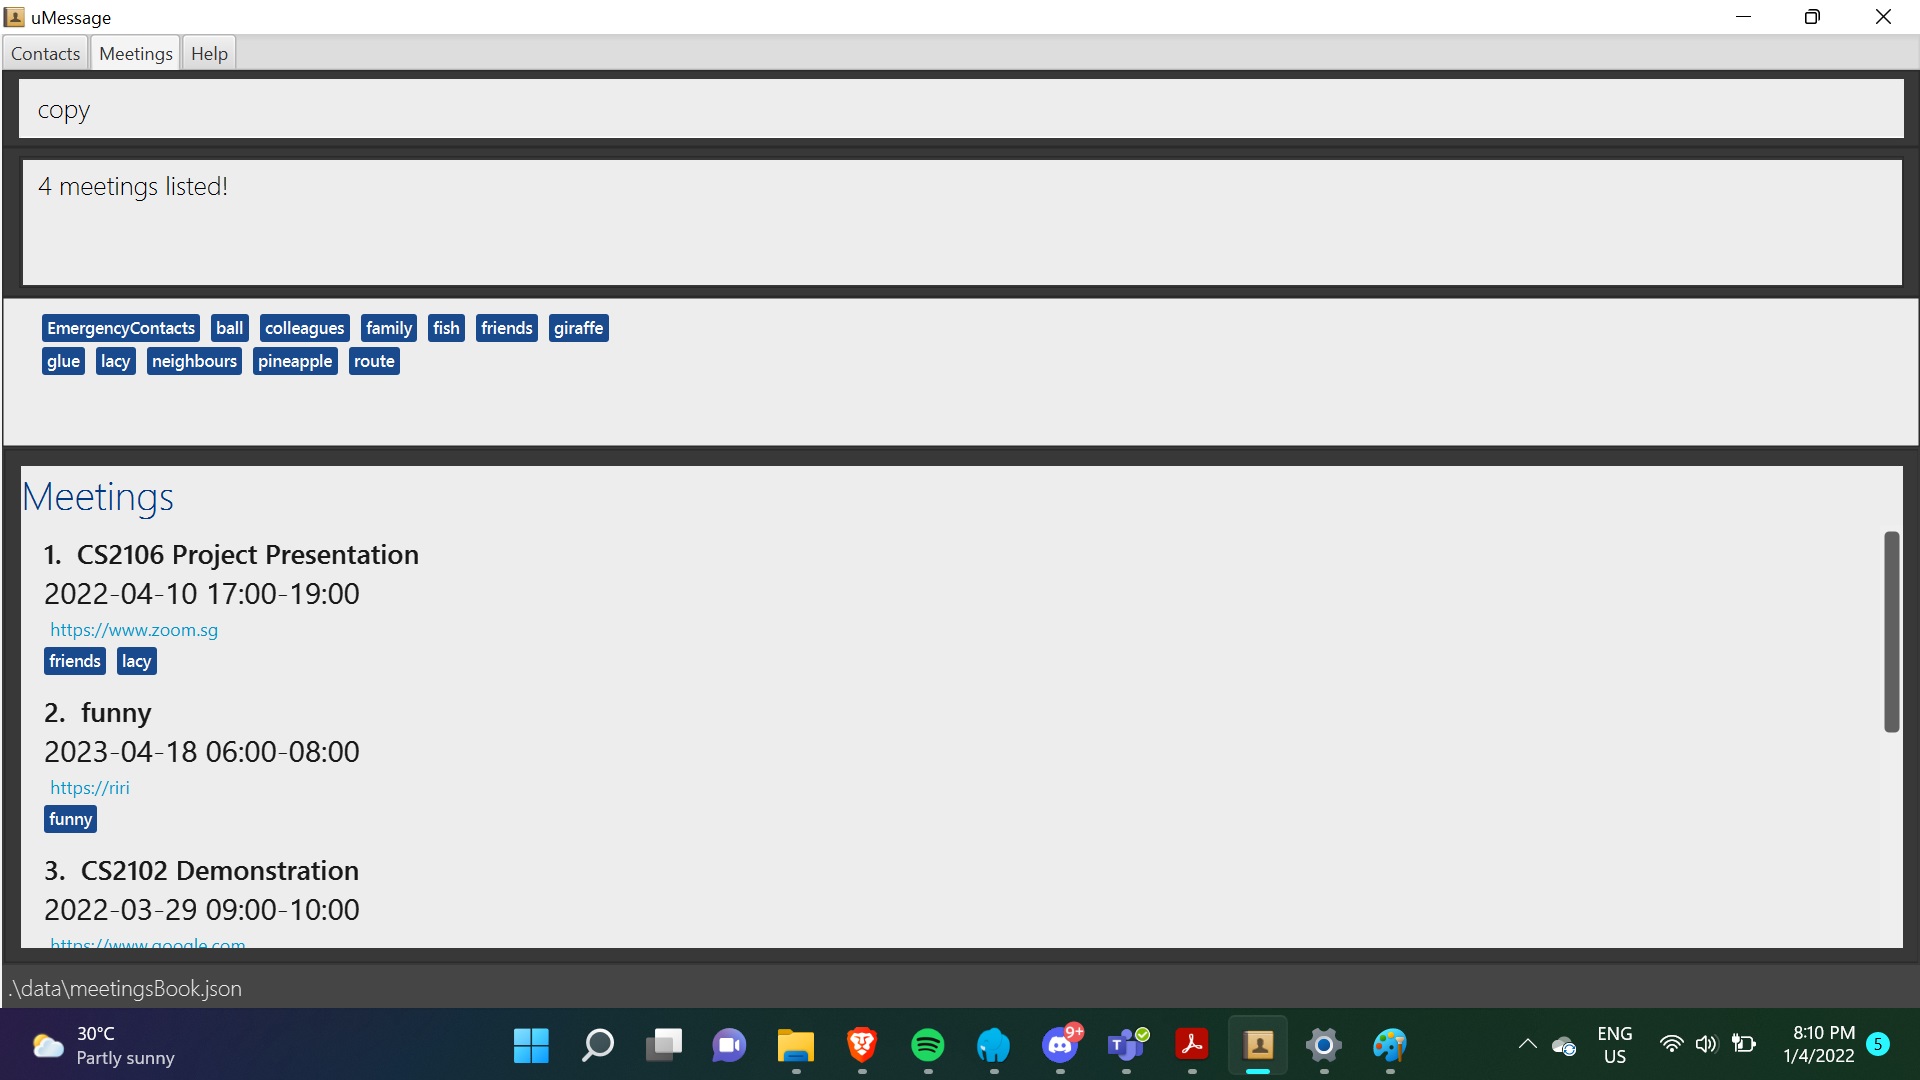 uMessage
Contacts Meetings Help
copy
4 meetings listed!
EmergencyContacts ball colleagues family fish friends giraffe
glue lacy neighbours pineapple route
Meetings
1. CS2106 Project Presentation
2022-04-10 17:00-19:00
https://www.zoom.sg
friends lacy
2. funny
2023-04-18 06:00-08:00
https://riri
funny
3. CS2102 Demonstration
2022-03-29 09:00-10:00
https://www.google.com
.\data\meetingsBook.json
30°C
Partly sunny
9+
T
ENG
US
8:10 PM
1/4/2022
5